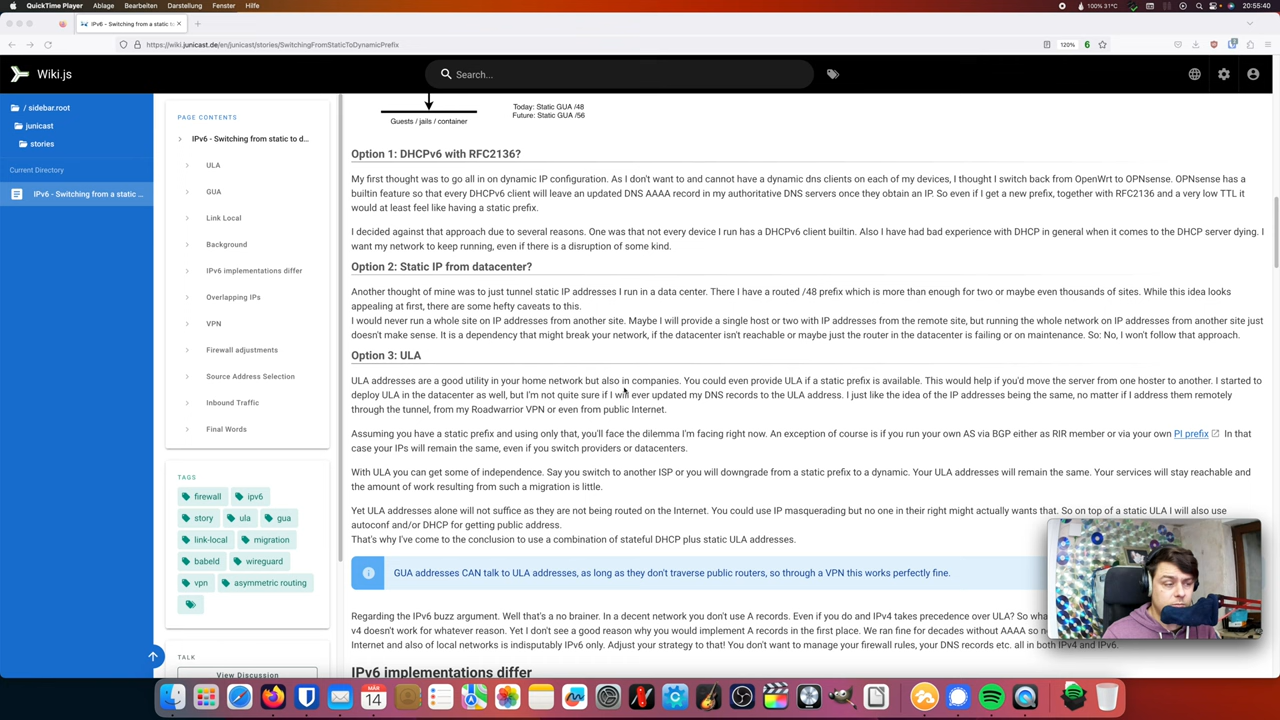 QuickTime Player Ablage Bearbeiten Darstellung Fenster Hilfe
100% 31°C 20:55:40
IPv6 - Switching from a static to
https://wiki.junicast.de/en/junicast/stories/SwitchingFromStaticToDynamicPrefix
120% 6
Wiki.js
Search...
/ sidebar.root
junicast
stories
Current Directory
IPv6 - Switching from a static ...
PAGE CONTENTS
IPv6 - Switching from static to d...
ULA
GUA
Link Local
Background
IPv6 implementations differ
Overlapping IPs
VPN
Firewall adjustments
Source Address Selection
Inbound Traffic
Final Words
TAGS
firewall ipv6
story ula gua
link-local migration
babeld wireguard
vpn asymmetric routing
TALK
View Discussion
Guests / jails / container
Today: Static GUA /48
Future: Static GUA /56
Option 1: DHCPv6 with RFC2136?
My first thought was to go all in on dynamic IP configuration. As I don't want to and cannot have a dynamic dns clients on each of my devices, I thought I switch back from OpenWrt to OPNsense. OPNsense has a
builtin feature so that every DHCPv6 client will leave an updated DNS AAAA record in my authoritative DNS servers once they obtain an IP. So even if I get a new prefix, together with RFC2136 and a very low TTL it
would at least feel like having a static prefix.
I decided against that approach due to several reasons. One was that not every device I run has a DHCPv6 client builtin. Also I have had bad experience with DHCP in general when it comes to the DHCP server dying. I
want my network to keep running, even if there is a disruption of some kind.
Option 2: Static IP from datacenter?
Another thought of mine was to just tunnel static IP addresses I run in a data center. There I have a routed /48 prefix which is more than enough for two or maybe even thousands of sites. While this idea looks
appealing at first, there are some hefty caveats to this.
I would never run a whole site on IP addresses from another site. Maybe I will provide a single host or two with IP addresses from the remote site, but running the whole network on IP addresses from another site just
doesn't make sense. It is a dependency that might break your network, if the datacenter isn't reachable or maybe just the router in the datacenter is failing or on maintenance. So: No, I won't follow that approach.
Option 3: ULA
ULA addresses are a good utility in your home network but also in companies. You could even provide ULA if a static prefix is available. This would help if you'd move the server from one hoster to another. I started to
deploy ULA in the datacenter as well, but I'm not quite sure if I will ever updated my DNS records to the ULA address. I just like the idea of the IP addresses being the same, no matter if I address them remotely
through the tunnel, from my Roadwarrior VPN or even from public Internet.
Assuming you have a static prefix and using only that, you'll face the dilemma I'm facing right now. An exception of course is if you run your own AS via BGP either as RIR member or via your own PI prefix In that
case your IPs will remain the same, even if you switch providers or datacenters.
With ULA you can get some of independence. Say you switch to another ISP or you will downgrade from a static prefix to a dynamic. Your ULA addresses will remain the same. Your services will stay reachable and
the amount of work resulting from such a migration is little.
Yet ULA addresses alone will not suffice as they are not being routed on the Internet. You could use IP masquerading but no one in their right might actually wants that. So on top of a static ULA I will also use
autoconf and/or DHCP for getting public address.
That's why I've come to the conclusion to use a combination of stateful DHCP plus static ULA addresses.
GUA addresses CAN talk to ULA addresses, as long as they don't traverse public routers, so through a VPN this works perfectly fine.
Regarding the IPv6 buzz argument. Well that's a no brainer. In a decent network you don't use A records. Even if you do and IPv4 takes precedence over ULA? So
v4 doesn't work for whatever reason. Yet I don't see a good reason why you would implement A records in the first place. We ran fine for decades without AAAA so
Internet and also of local networks is indisputably IPv6 only. Adjust your strategy to that! You don't want to manage your firewall rules, your DNS records etc. all in both IPv4 and IPv6.
IPv6 implementations differ
MÄR
14